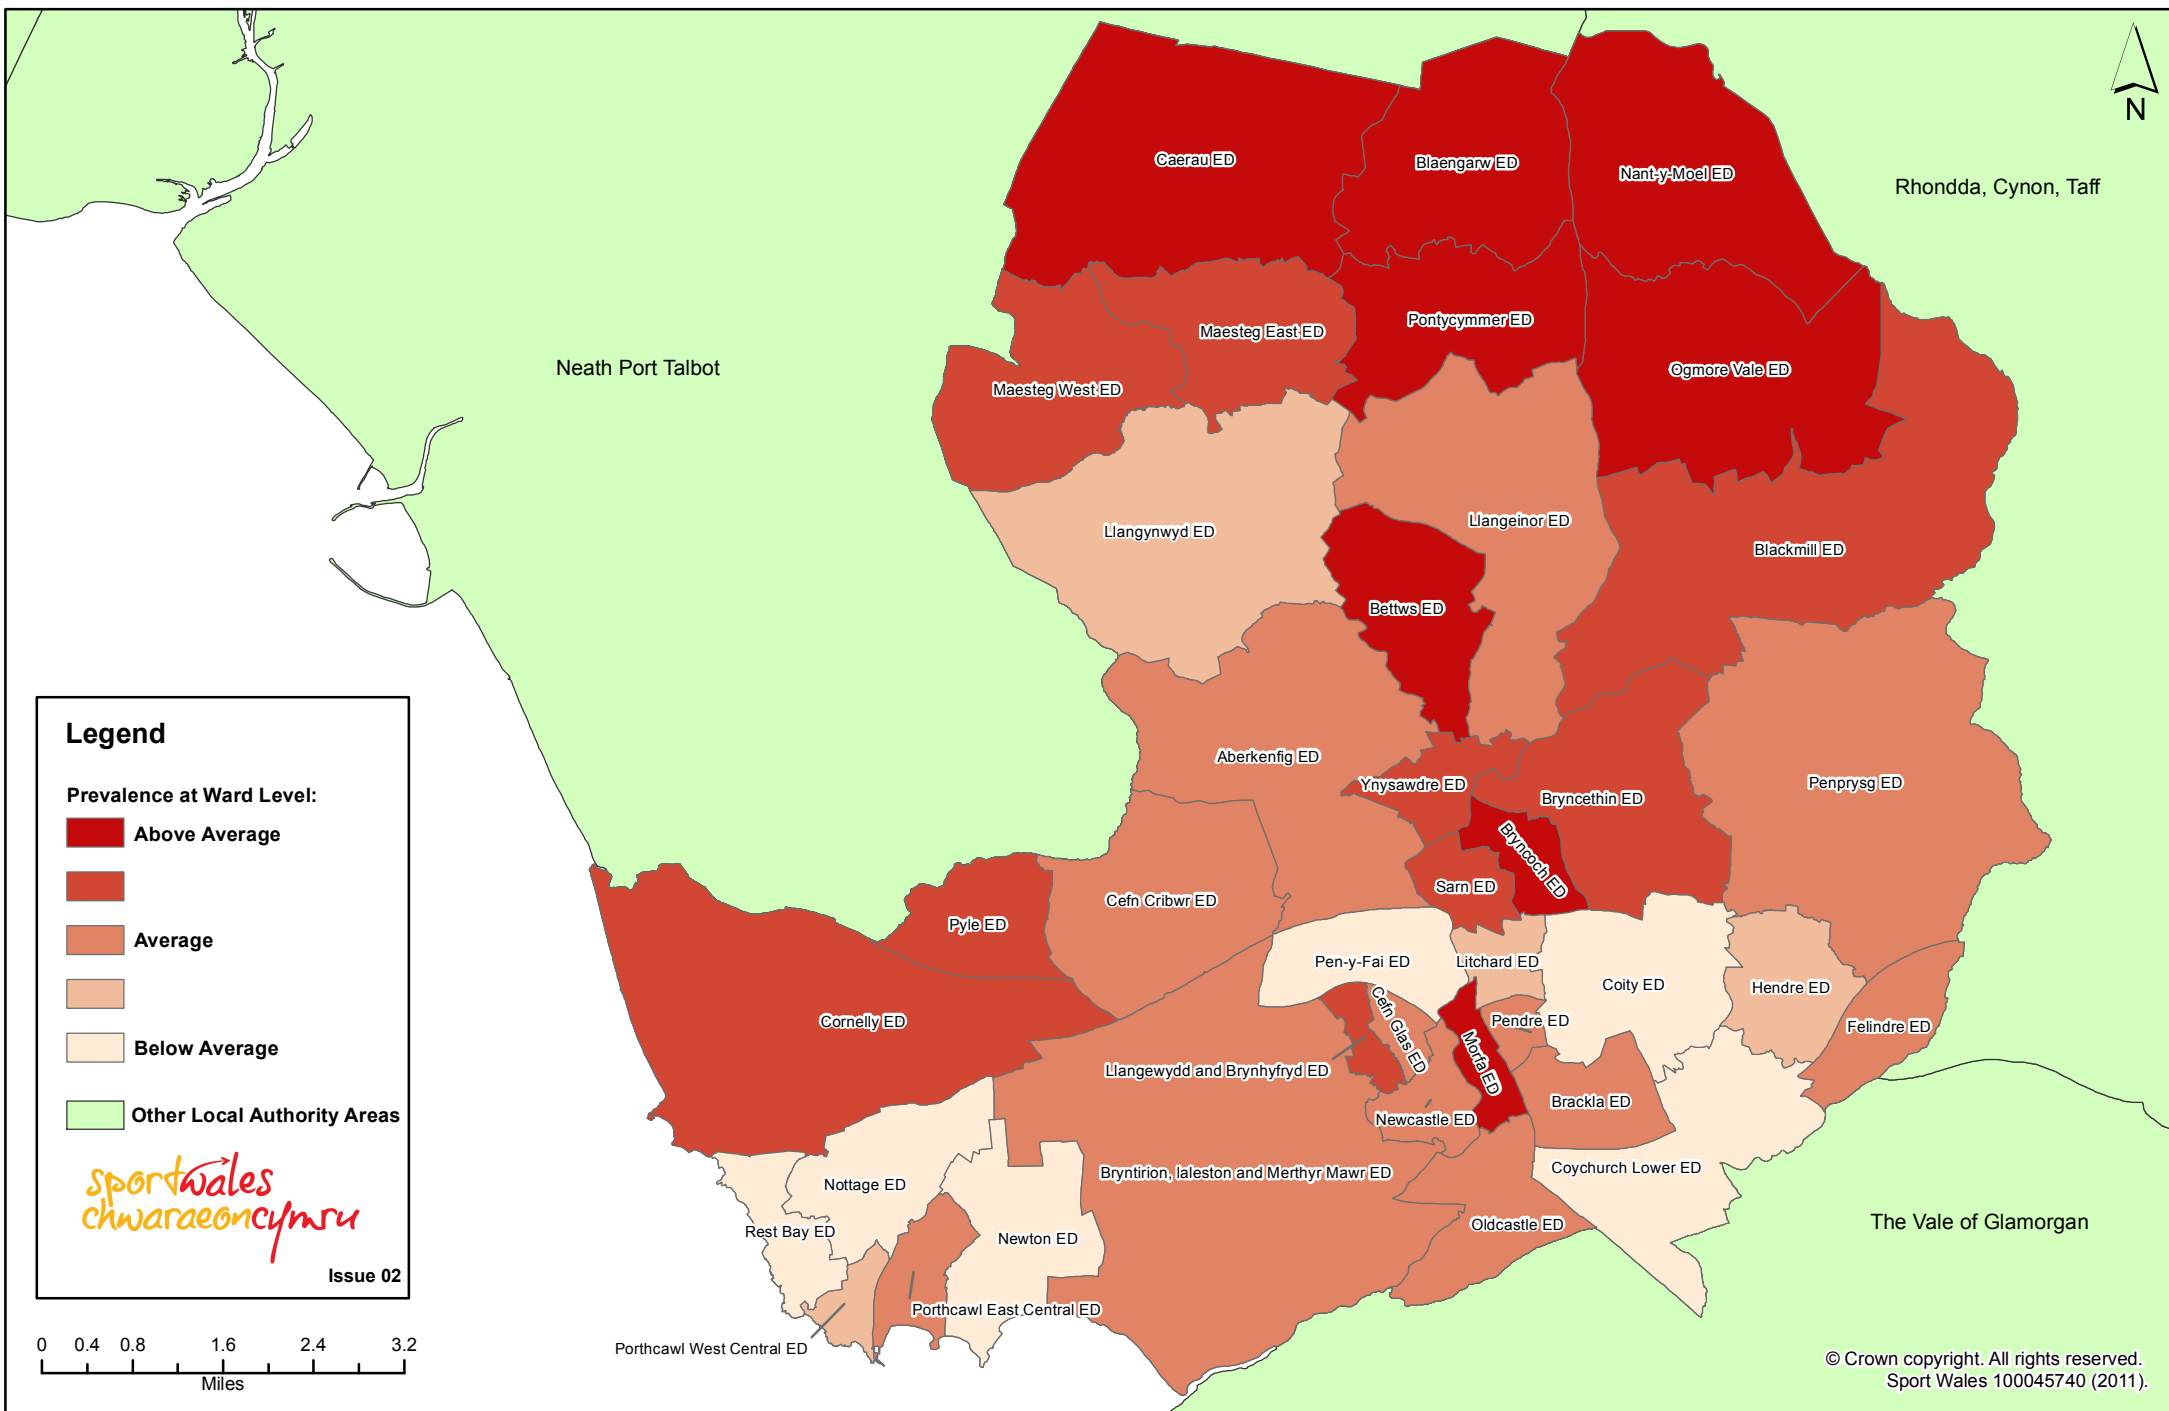 N
Caerau ED
Blaengarw ED
Nant-y-Moel ED
Rhondda, Cynon, Taff
Neath Port Talbot
Maesteg East ED
Pontycymmer ED
Ogmore Vale ED
Maesteg West ED
Llangynwyd ED
Llangeinor ED
Blackmill ED
Bettws ED
Aberkenfig ED
Ynysawdre ED
Bryncethin ED
Penprysg ED
Bryncoch ED
Sarn ED
Cefn Cribwr ED
Pyle ED
Pen-y-Fai ED
Litchard ED
Coity ED
Hendre ED
Cornelly ED
Cefn Glas ED
Pendre ED
Felindre ED
Morfa ED
Llangewydd and Brynhyfryd ED
Brackla ED
Newcastle ED
Bryntirion, laleston and Merthyr Mawr ED
Coychurch Lower ED
Nottage ED
Rest Bay ED
Newton ED
Oldcastle ED
The Vale of Glamorgan
Porthcawl East Central ED
Porthcawl West Central ED
Legend
Prevalence at Ward Level:
Above Average
Average
Below Average
Other Local Authority Areas
sportwales
chwaraeoncymru
Issue 02
0 0.4 0.8 1.6 2.4 3.2
Miles
© Crown copyright. All rights reserved.
Sport Wales 100045740 (2011).